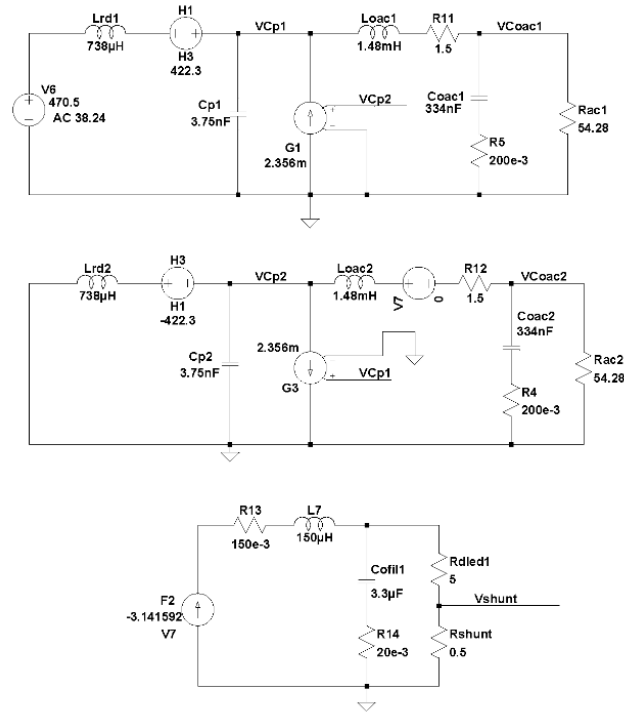 H1
Lrd1
VCp1
Loac1
R11
VCoac1
738µH
H3
1.48mH
1.5
422.3
V6
470.5
AC 38.24
Cp1
3.75nF
VCp2
Coac1
334nF
Rac1
54.28
G1
2.356m
R5
200e-3
H3
Lrd2
VCp2
Loac2
R12
VCoac2
738µH
H1
1.48mH
V7
0
1.5
-422.3
Coac2
334nF
2.356m
Cp2
3.75nF
Rac2
54.28
G3
VCp1
R4
200e-3
R13
L7
150e-3
150µH
Cofil1
Rdled1
3.3µF
5
F2
Vshunt
-3.141592
V7
R14
20e-3
Rshunt
0.5